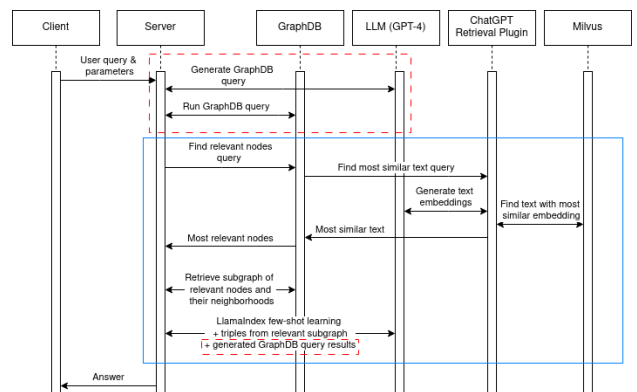 Client
Server
GraphDB
LLM (GPT-4)
ChatGPT
Retrieval Plugin
Milvus
User query &
parameters
Generate GraphDB
query
Run GraphDB query
Find relevant nodes
query
Find most similar text query
Generate text
embeddings
Find text with most
similar embedding
Most similar text
Most relevant nodes
Retrieve subgraph of
relevant nodes and
their neighborhoods
LlamaIndex few-shot learning
+ triples from relevant subgraph
+ generated GraphDB query results
Answer